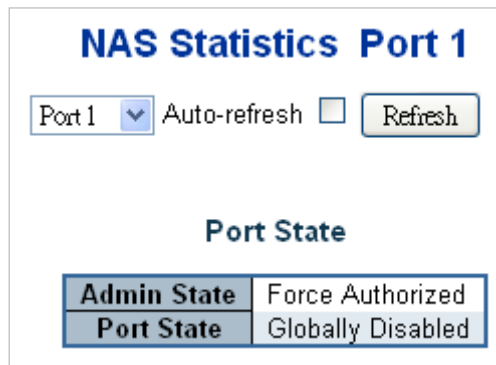 NAS Statistics Port 1
Port 1 Auto-refresh Refresh
Port State
Admin State Force Authorized
Port State Globally Disabled